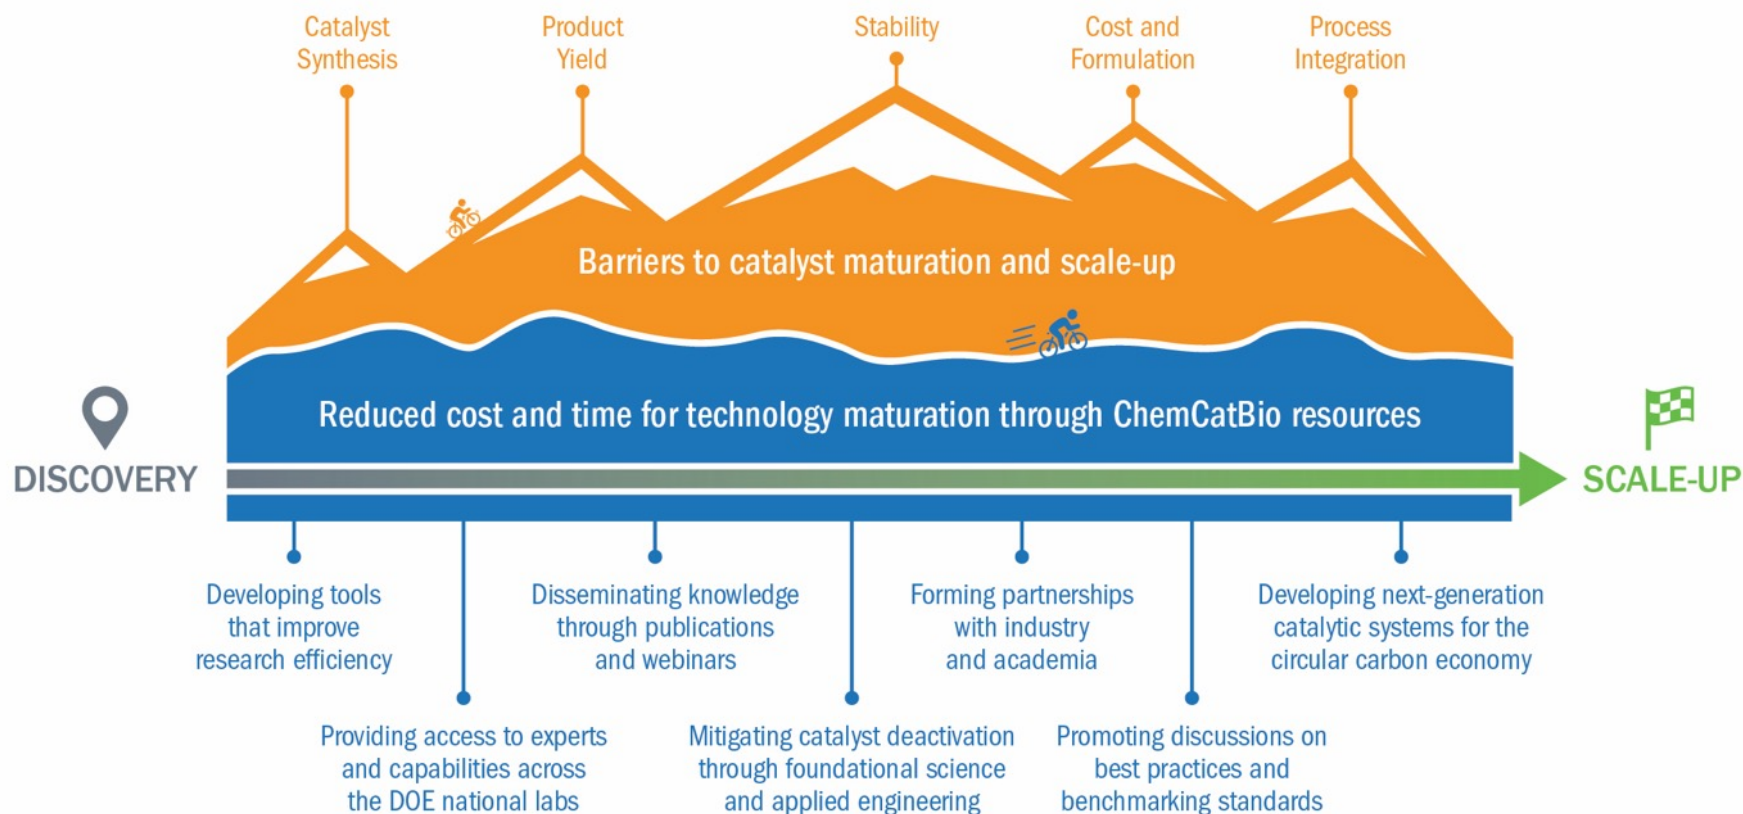 Catalyst
Synthesis
Product
Yield
Stability
Cost and
Formulation
Process
Integration
Barriers to catalyst maturation and scale-up
Reduced cost and time for technology maturation through ChemCatBio resources
DISCOVERY
SCALE-UP
Developing tools
that improve
research efficiency
Disseminating knowledge
through publications
and webinars
Forming partnerships
with industry
and academia
Developing next-generation
catalytic systems for the
circular carbon economy
Providing access to experts
and capabilities across
the DOE national labs
Mitigating catalyst deactivation
through foundational science
and applied engineering
Promoting discussions on
best practices and
benchmarking standards